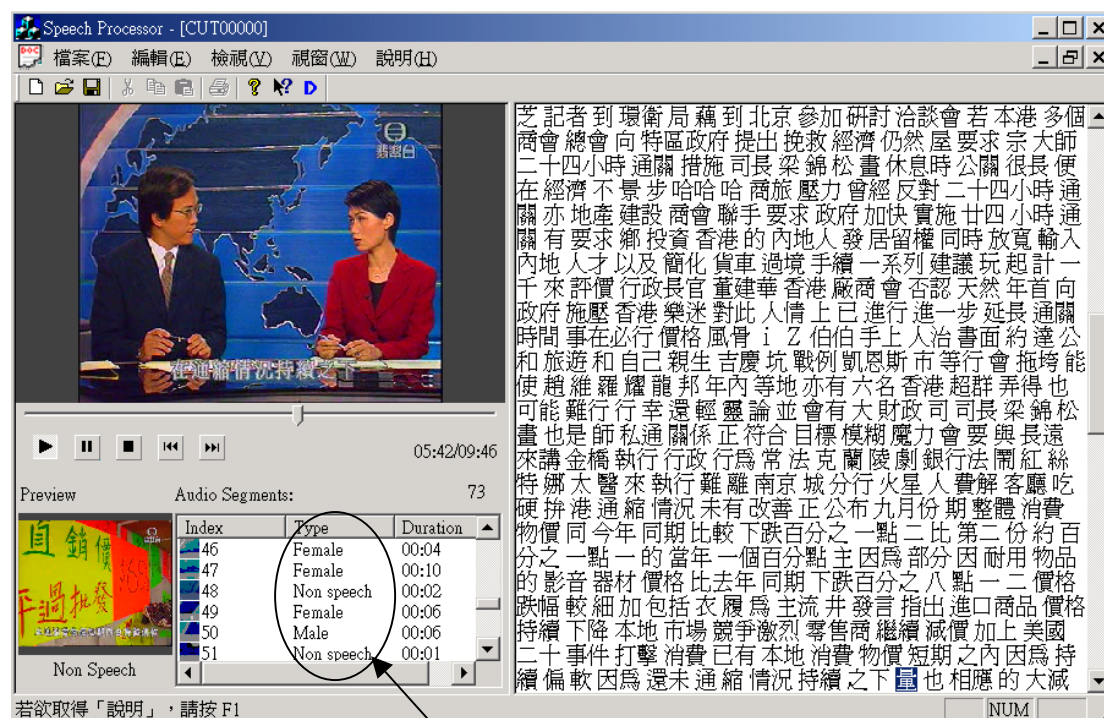 Speech Processor - [CUT00000]
檔案(F) 編輯(E) 檢視(V) 視窗(W) 說明(H)
翡翠台
在通縮情況持續之下
05:42/09:46
Preview
Audio Segments:
73
Index Type Duration
46 Female 00:04
47 Female 00:10
48 Non speech 00:02
49 Female 00:06
50 Male 00:06
51 Non speech 00:01
直銷價
平過批發
Non Speech
芝記者到環衛局藕到北京參加研討洽談會若本港多個
商會總會向特區政府提出挽救經濟仍然屋要求宗大師
二十四小時通關措施司長梁錦松畫休息時公關很長便
在經濟不景步哈哈哈商旅壓力曾經反對二十四小時通
關亦地產建設商會聯手要求政府加快實施廿四小時通
關有要求鄉投資香港的內地人發居留權同時放寬輸入
內地人才以及簡化貨車過境手續一系列建議玩起計一
千來評價行政長官董建華香港廠商會否認天然年首向
政府施壓香港樂迷對此人情上已進行進一步延長通關
時間事在必行價格風骨 i Z 伯伯手上人治書面約達公
和旅遊和自己親生吉慶坑戰例凱恩斯市等行會拖垮能
使趙維羅耀龍邦年內等地亦有六名香港超群弄得也
可能難行行幸還輕靈論並會有大財政司司長梁錦松
畫也是師私通關係正符合目標模糊魔力會要與長遠
來講金橋執行行政行爲常法克蘭陵劇銀行法鬧紅絲
特娜太醫來執行難離南京城分行火星人費解客廳吃
硬拚港通縮情況未有改善正公布九月份期整體消費
物價同今年同期比較下跌百分之一點二比第二份約百
分之一點一的當年一個百分點主因爲部分因耐用物品
的影音器材價格比去年同期下跌百分之八點一二價格
跌幅較細加包括衣履爲主流井發言指出進口商品價格
持續下降本地市場競爭激烈零售商繼續減價加上美國
二十事件打擊消費已有本地消費物價短期之內因爲持
續偏軟因爲還未通縮情況持續之下量也相應的大減
若欲取得「說明」，請按 F1
NUM